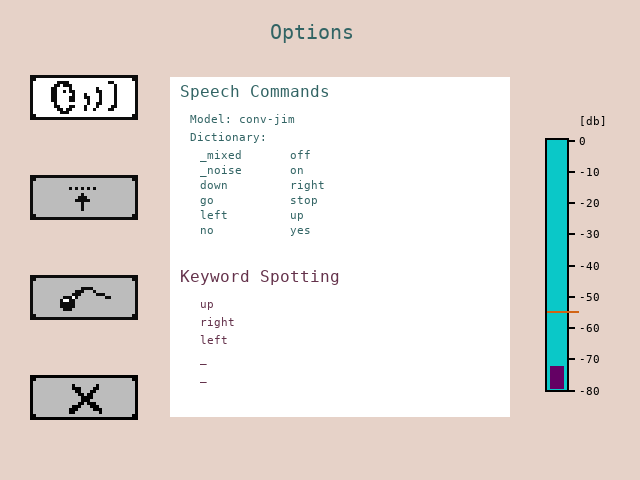 Options
Speech Commands
Model: conv-jim
Dictionary:
_mixed off
_noise on
down right
go stop
left up
no yes
Keyword Spotting
up
right
left
_
_
[db]
0
-10
-20
-30
-40
-50
-60
-70
-80